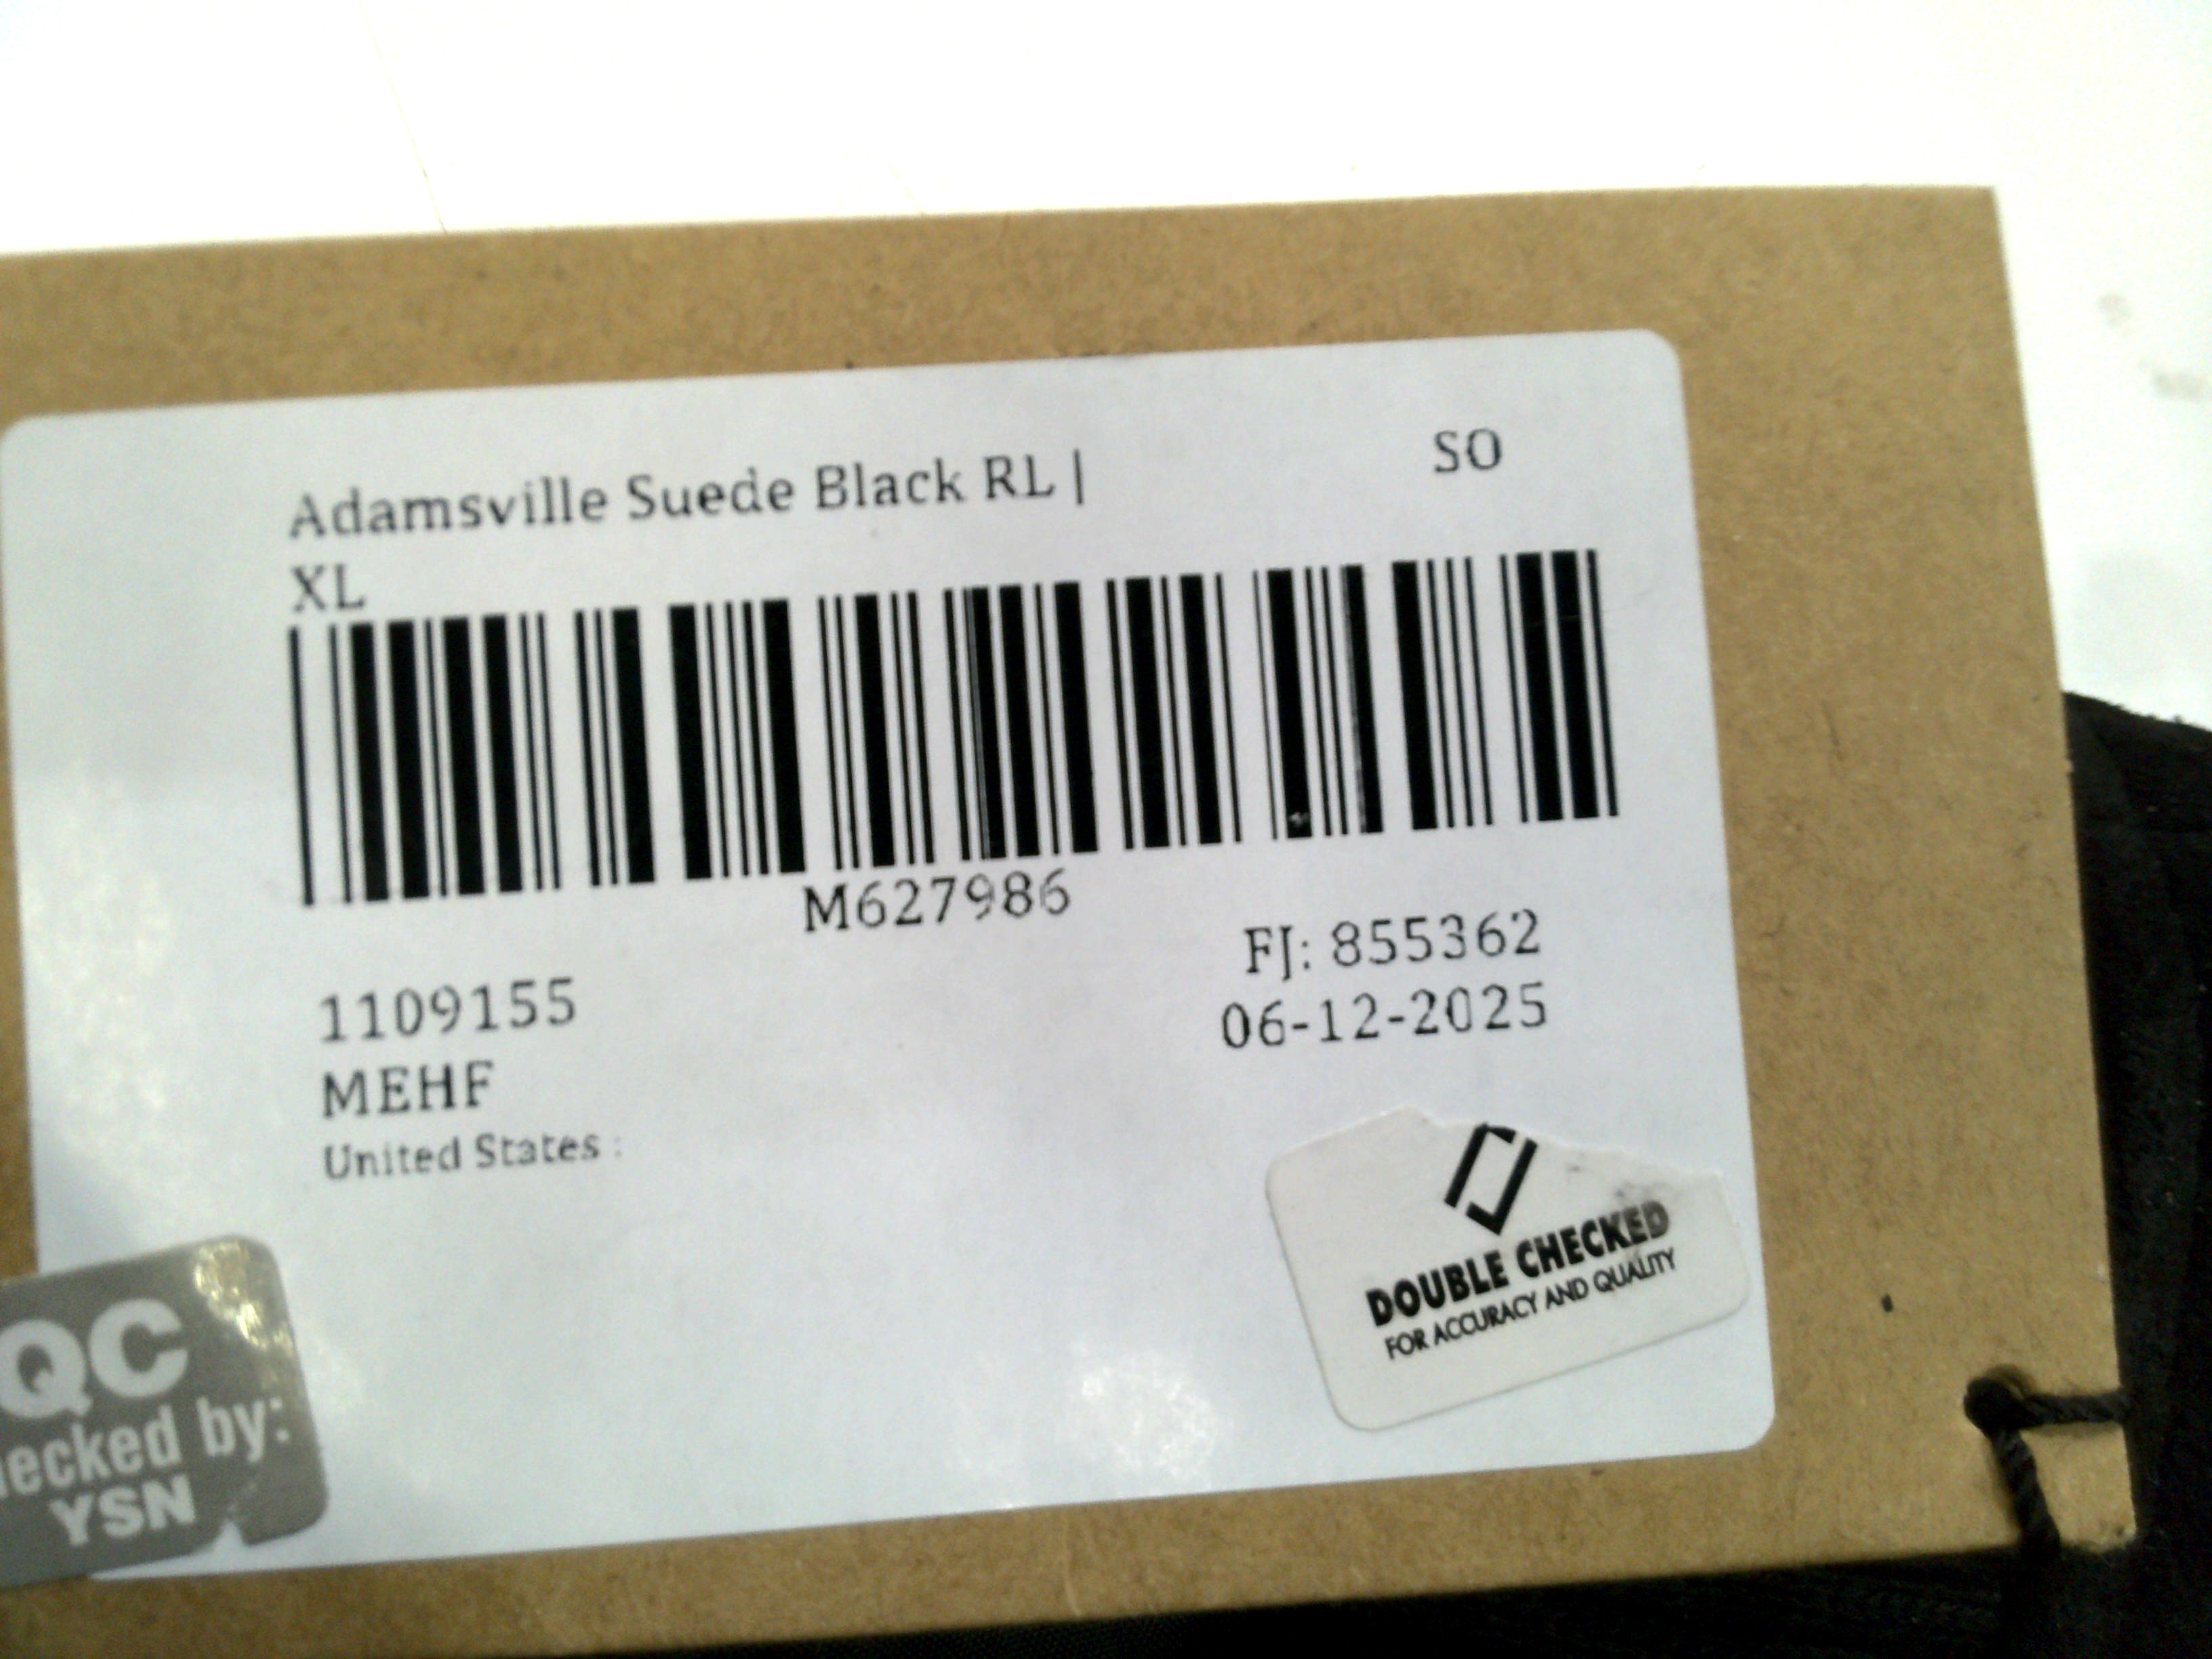 Adamsville Suede Black RL |
SO
XL
M627986
FJ: 855362
1109155
06-12-2025
MEHF
United States :
DOUBLE CHECKED
FOR ACCURACY AND QUALITY
QC
hecked by:
YSN